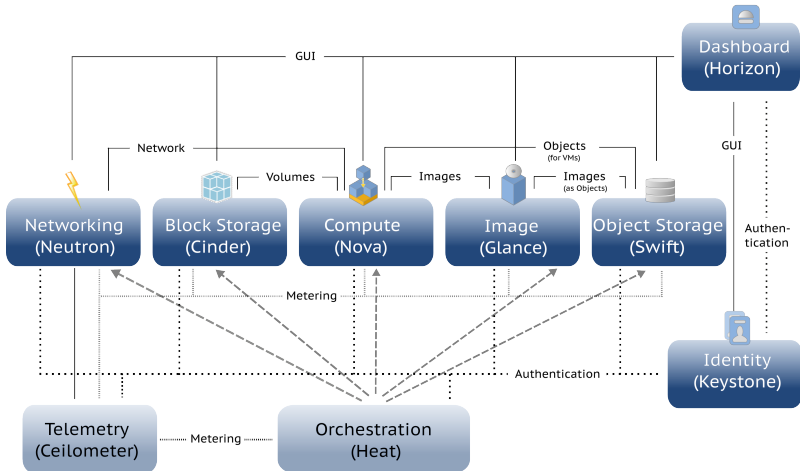 Dashboard
(Horizon)
GUI
GUI
Network
Objects
(for VMs)
Volumes
Images
Images
(as Objects)
Networking
(Neutron)
Block Storage
(Cinder)
Compute
(Nova)
Image
(Glance)
Object Storage
(Swift)
Authen-
tication
Metering
Identity
(Keystone)
Authentication
Telemetry
(Ceilometer)
Metering
Orchestration
(Heat)